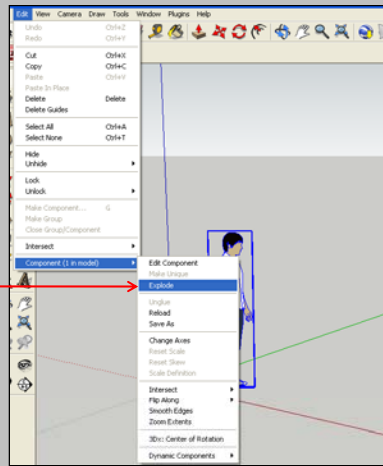 Edit View Camera Draw Tools Window Plugins Help
Undo Ctrl+Z
Redo Ctrl+Y
Cut Ctrl+X
Copy Ctrl+C
Paste Ctrl+V
Paste In Place
Delete Delete
Delete Guides
Select All Ctrl+A
Select None Ctrl+T
Hide
Unhide
Lock
Unlock
Make Component... G
Make Group
Close Group/Component
Intersect
Component (1 in model)
Edit Component
Make Unique
Explode
Unglue
Reload
Save As
Change Axes
Reset Scale
Reset Skew
Scale Definition
Intersect
Flip Along
Smooth Edges
Zoom Extents
3Dx: Center of Rotation
Dynamic Components